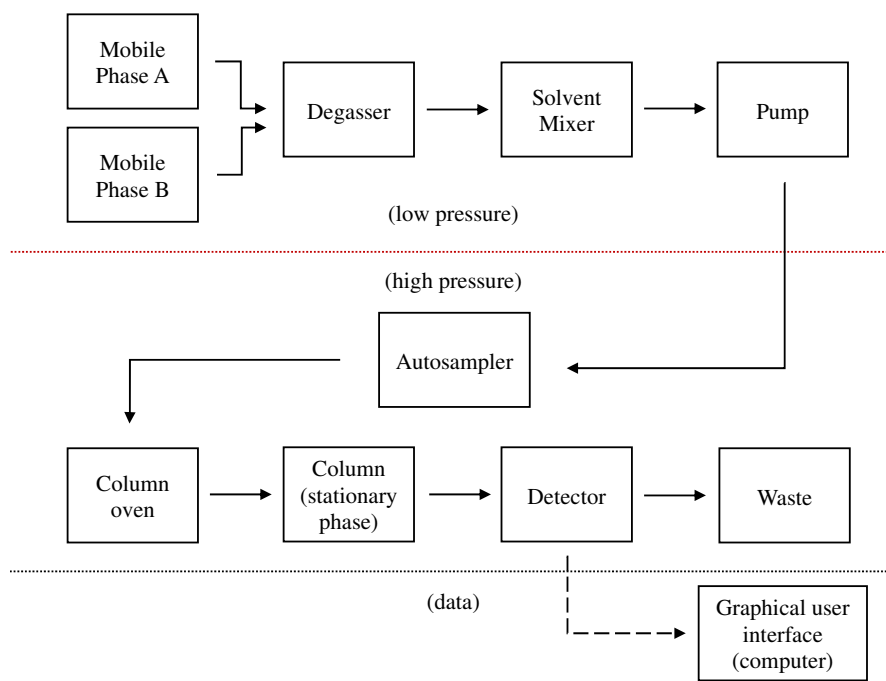 Mobile
Phase A
Degasser
Solvent
Mixer
Pump
Mobile
Phase B
(low pressure)
(high pressure)
Autosampler
Column
oven
Column
(stationary
phase)
Detector
Waste
(data)
Graphical user
interface
(computer)